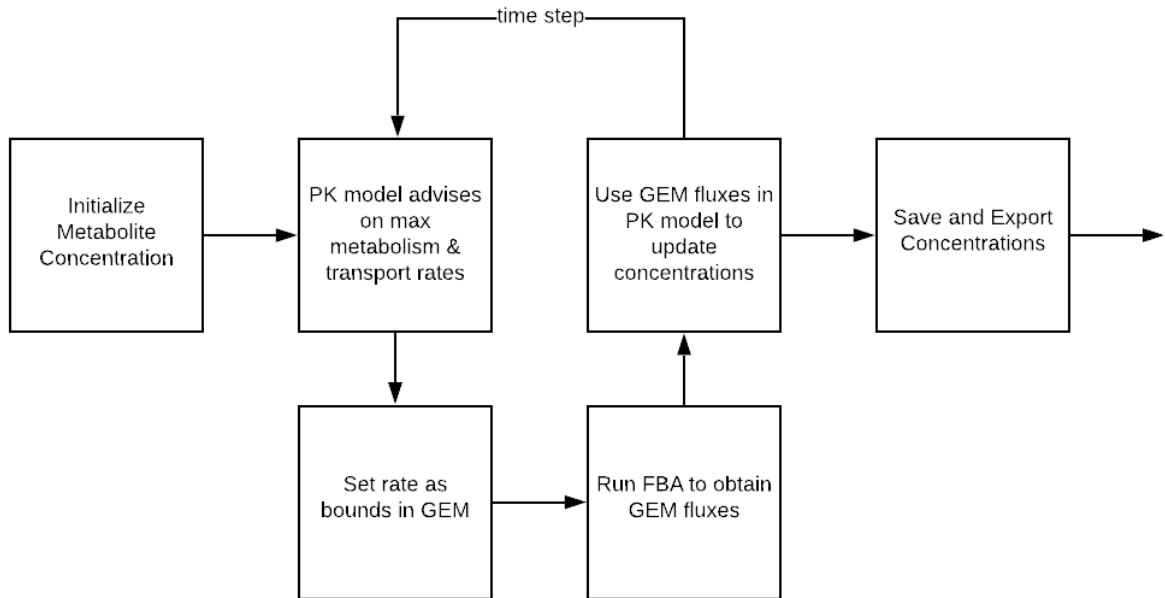 time step
Initialize
Metabolite
Concentration
PK model advises
on max
metabolism &
transport rates
Use GEM fluxes in
PK model to
update
concentrations
Save and Export
Concentrations
Set rate as
bounds in GEM
Run FBA to obtain
GEM fluxes